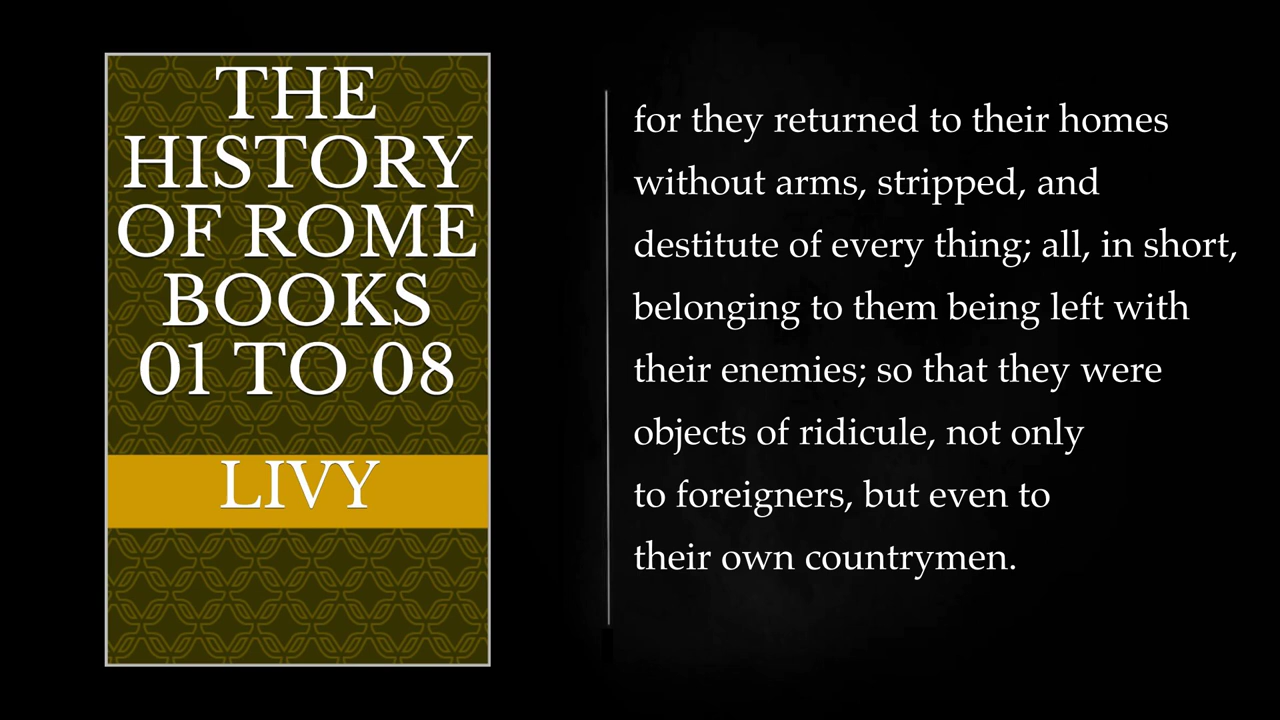 THE
HISTORY
OF ROME
BOOKS
01 TO 08
LIVY
for they returned to their homes
without arms, stripped, and
destitute of every thing; all, in short,
belonging to them being left with
their enemies; so that they were
objects of ridicule, not only
to foreigners, but even to
their own countrymen.